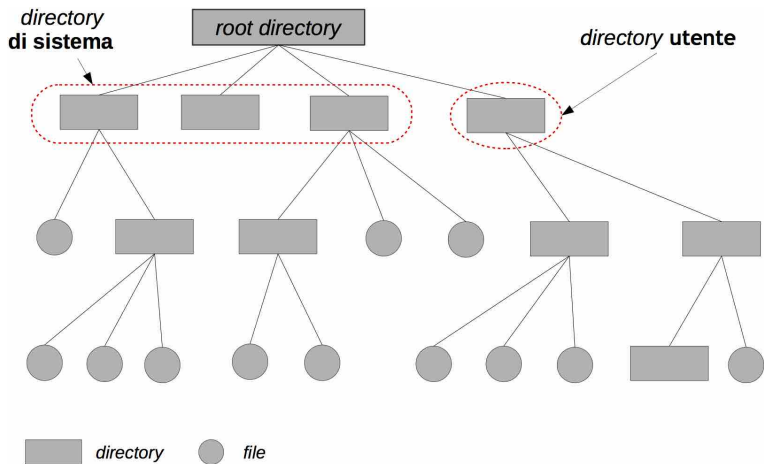 directory
di sistema
root directory
directory utente
directory
file